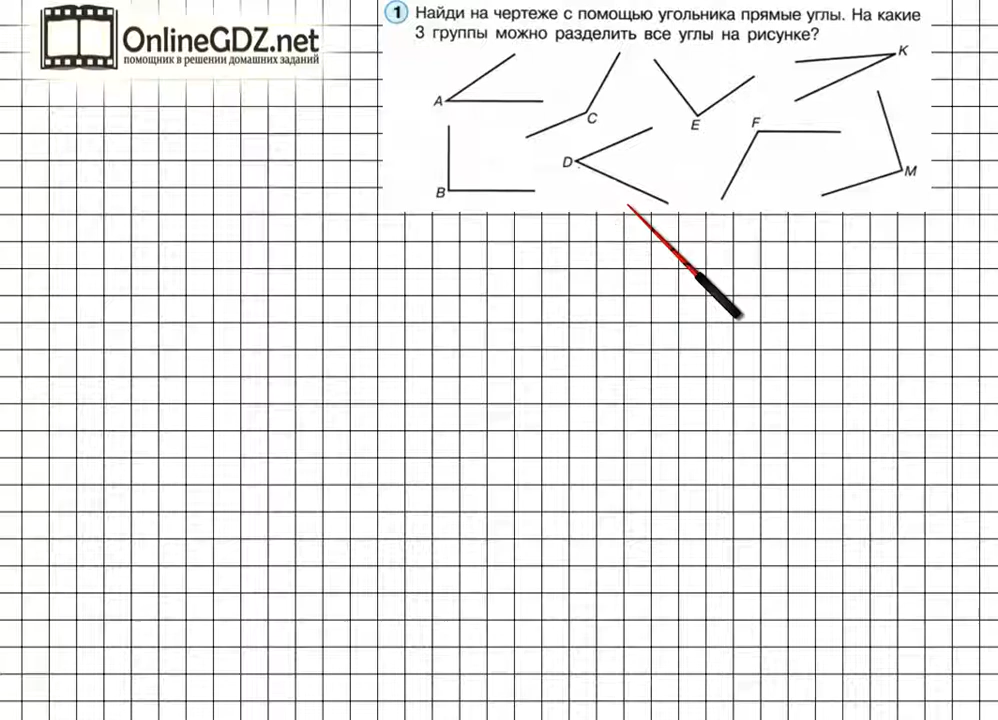 OnlineGDZ.net
помощник в решении домашних заданий
1 Найди на чертеже с помощью угольника прямые углы. На какие
3 группы можно разделить все углы на рисунке?
A
C
E
K
B
D
F
M